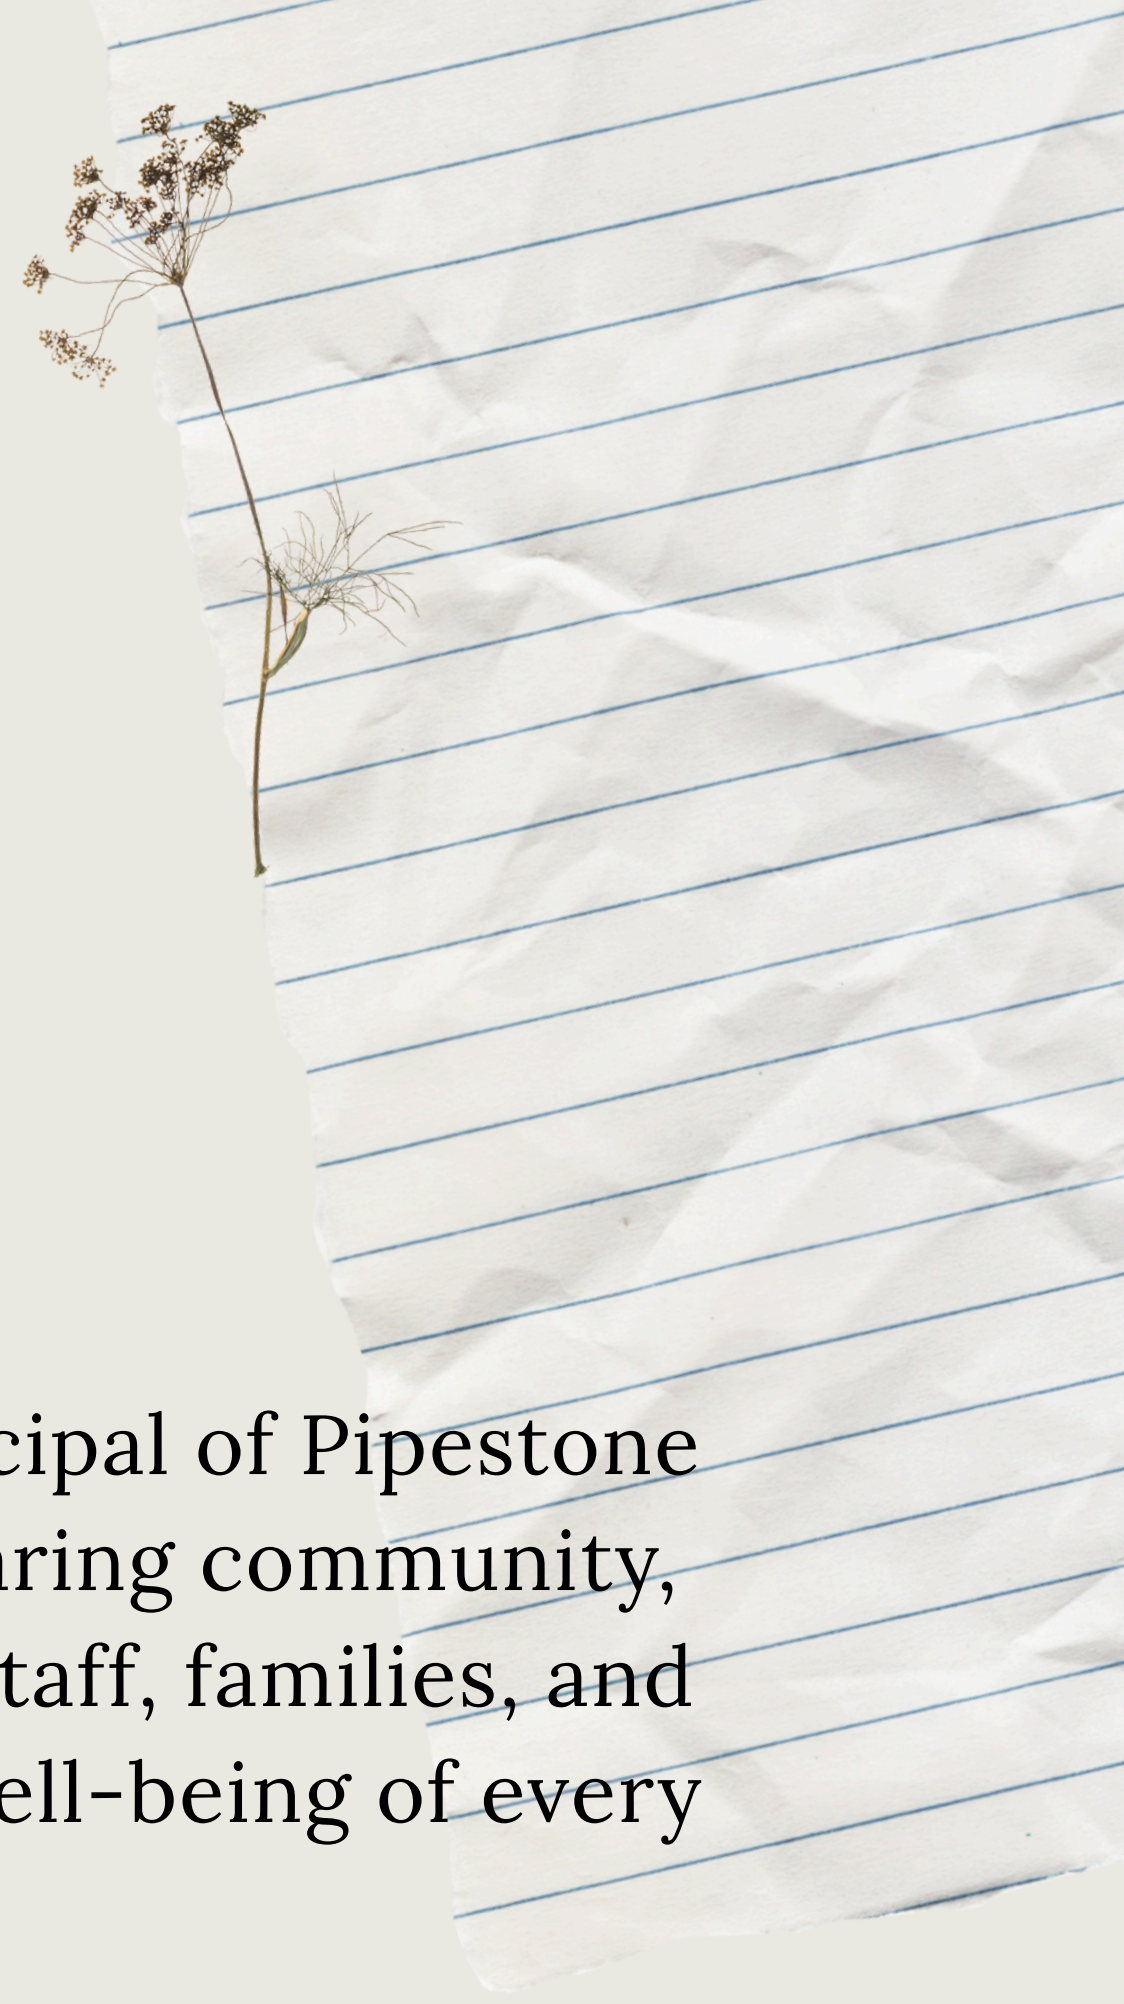 cipal of Pipestone
aring community,
taff, families, and
ell-being of every